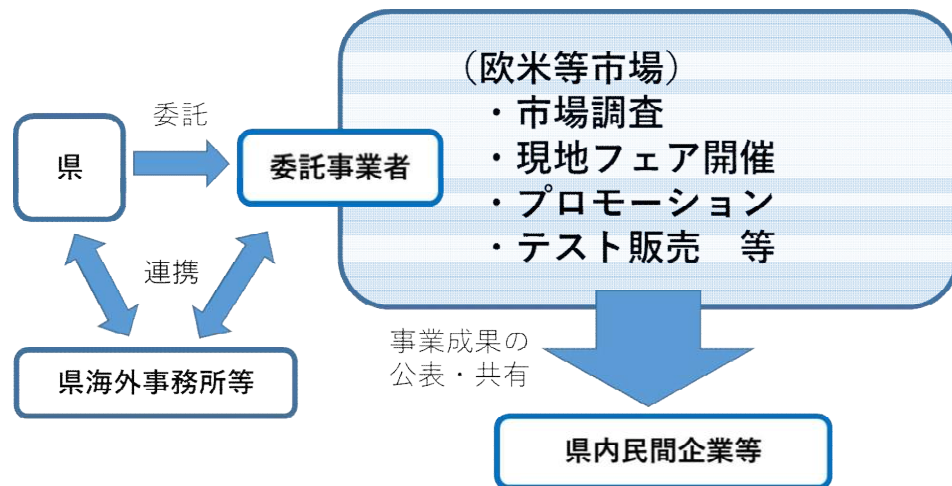 委託
県
委託事業者
（欧米等市場）
・市場調査
・現地フェア開催
・プロモーション
・テスト販売　等
連携
県海外事務所等
事業成果の
公表・共有
県内民間企業等